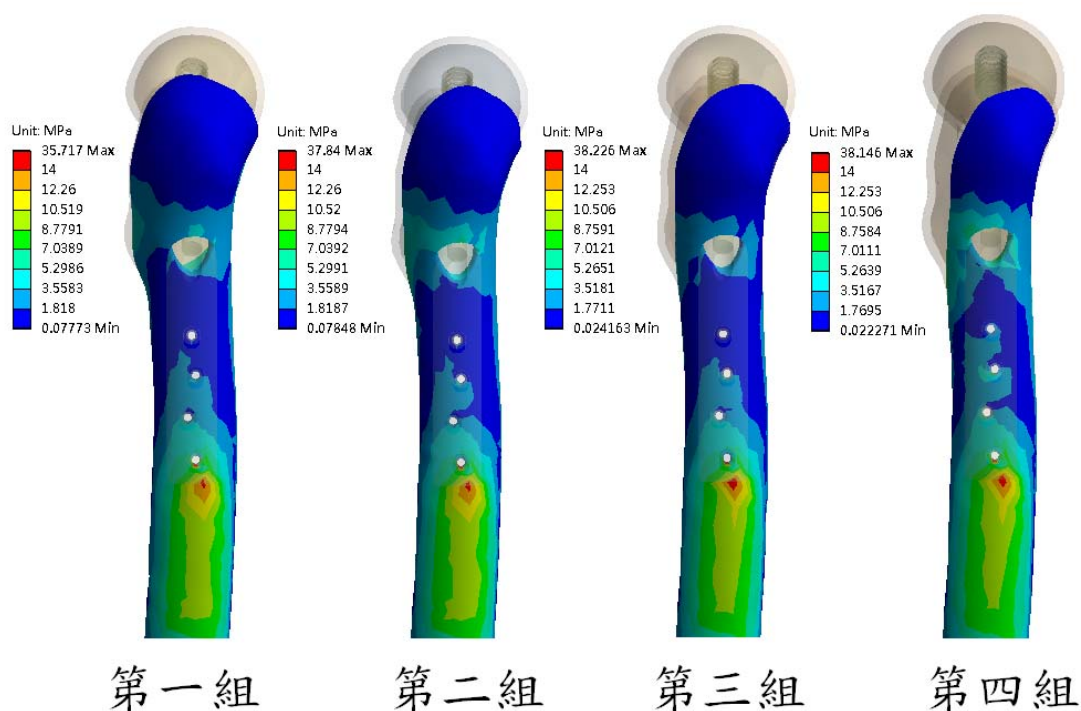 Unit: MPa
35.717 Max
14
12.26
10.519
8.7791
7.0389
5.2986
3.5583
1.818
0.07773 Min
Unit: MPa
37.84 Max
14
12.26
10.52
8.7794
7.0392
5.2991
3.5589
1.8187
0.07848 Min
Unit: MPa
38.226 Max
14
12.253
10.506
8.7591
7.0121
5.2651
3.5181
1.7711
0.024163 Min
Unit: MPa
38.146 Max
14
12.253
10.506
8.7584
7.0111
5.2639
3.5167
1.7695
0.022271 Min
第一組
第二組
第三組
第四組